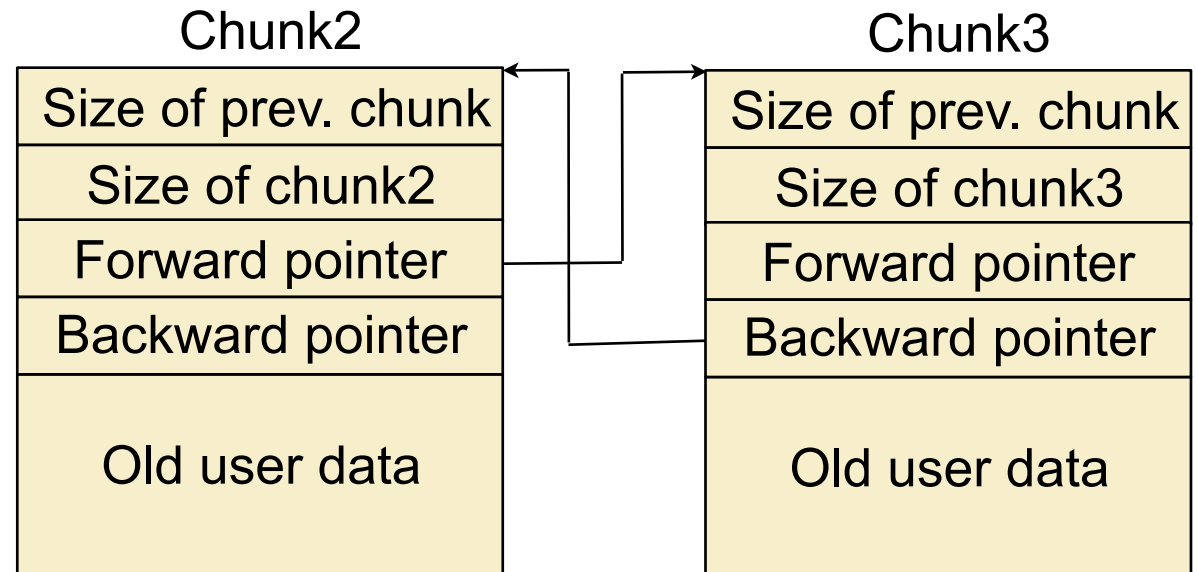 Chunk2
Size of prev. chunk
Size of chunk2
Forward pointer
Backward pointer
Old user data
Chunk3
Size of prev. chunk
Size of chunk3
Forward pointer
Backward pointer
Old user data